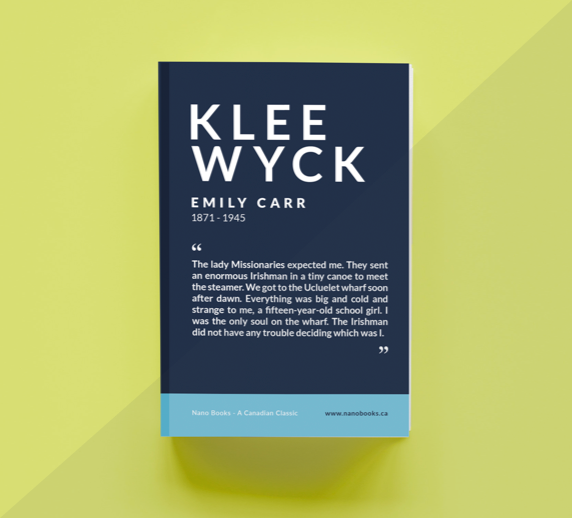 KLEE
WYCK
EMILY CARR
1871 - 1945
“
The lady Missionaries expected me. They sent
an enormous Irishman in a tiny canoe to meet
the steamer. We got to the Ucluelet wharf soon
after dawn. Everything was big and cold and
strange to me, a fifteen-year-old school girl. I
was the only soul on the wharf. The Irishman
did not have any trouble deciding which was I.
”
Nano Books - A Canadian Classic www.nanobooks.ca